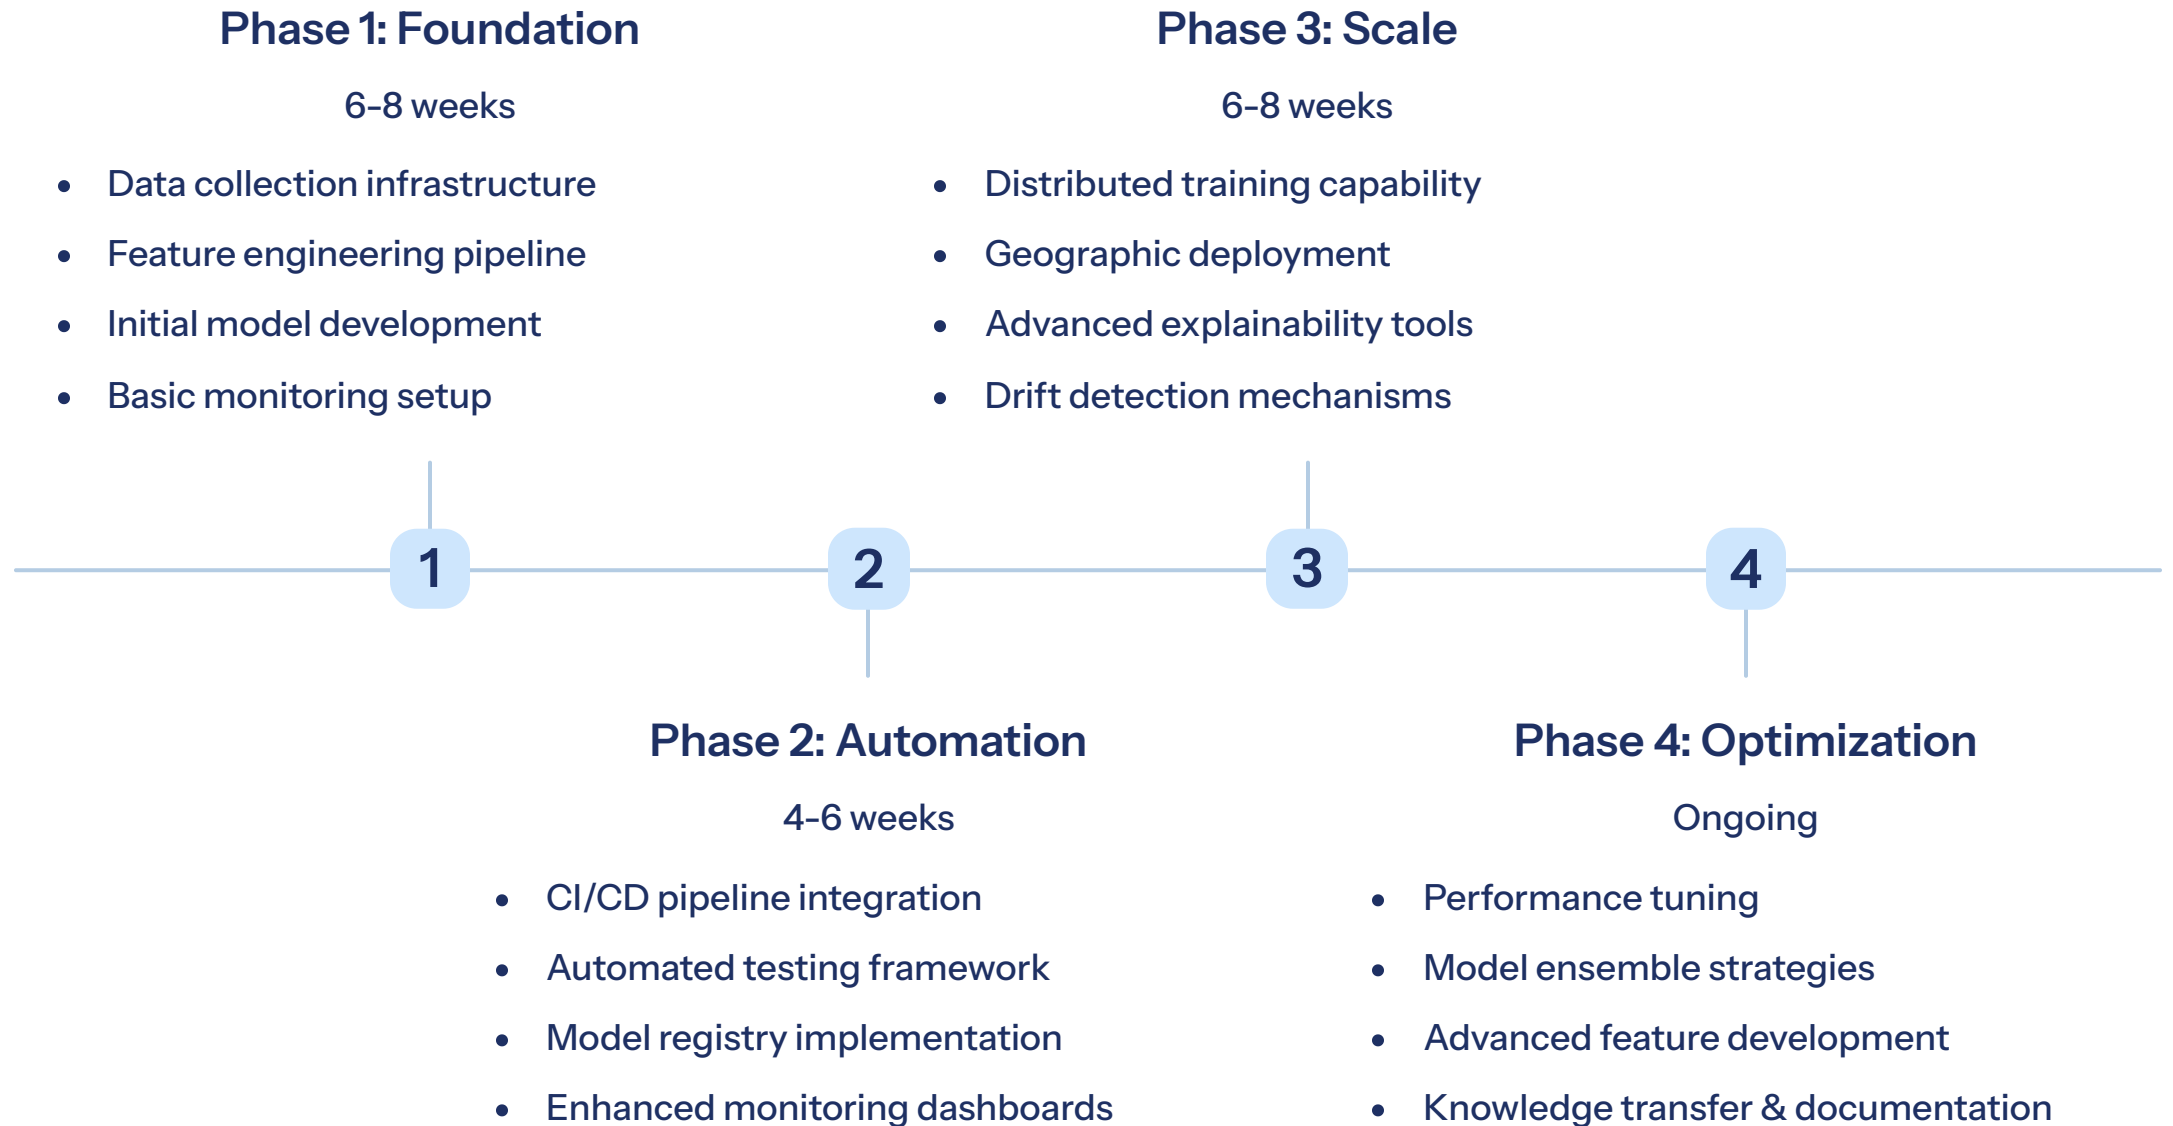 Phase 1: Foundation
6-8 weeks
• Data collection infrastructure
• Feature engineering pipeline
• Initial model development
• Basic monitoring setup
Phase 3: Scale
6-8 weeks
• Distributed training capability
• Geographic deployment
• Advanced explainability tools
• Drift detection mechanisms
1
2
3
4
Phase 2: Automation
4-6 weeks
• CI/CD pipeline integration
• Automated testing framework
• Model registry implementation
• Enhanced monitoring dashboards
Phase 4: Optimization
Ongoing
• Performance tuning
• Model ensemble strategies
• Advanced feature development
• Knowledge transfer & documentation